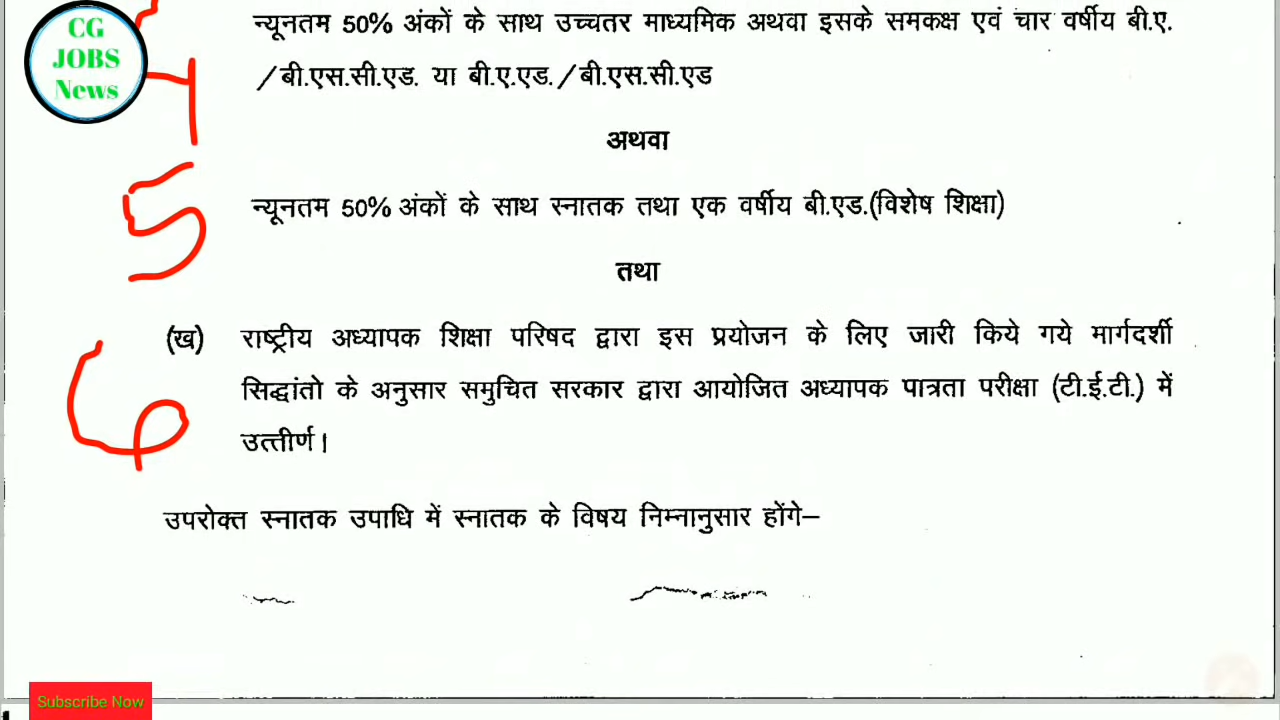 CG
JOBS
News
न्यूनतम 50% अंकों के साथ उच्चतर माध्यमिक अथवा इसके समकक्ष एवं चार वर्षीय बी.ए.
/बी.एस.सी.एड. या बी.ए.एड./बी.एस.सी.एड
अथवा
5
न्यूनतम 50% अंकों के साथ स्नातक तथा एक वर्षीय बी.एड.(विशेष शिक्षा)
तथा
6
(ख) राष्ट्रीय अध्यापक शिक्षा परिषद द्वारा इस प्रयोजन के लिए जारी किये गये मार्गदर्शी
सिद्धांतो के अनुसार समुचित सरकार द्वारा आयोजित अध्यापक पात्रता परीक्षा (टी.ई.टी.) में
उत्तीर्ण।
उपरोक्त स्नातक उपाधि में स्नातक के विषय निम्नानुसार होंगे–
Subscribe Now